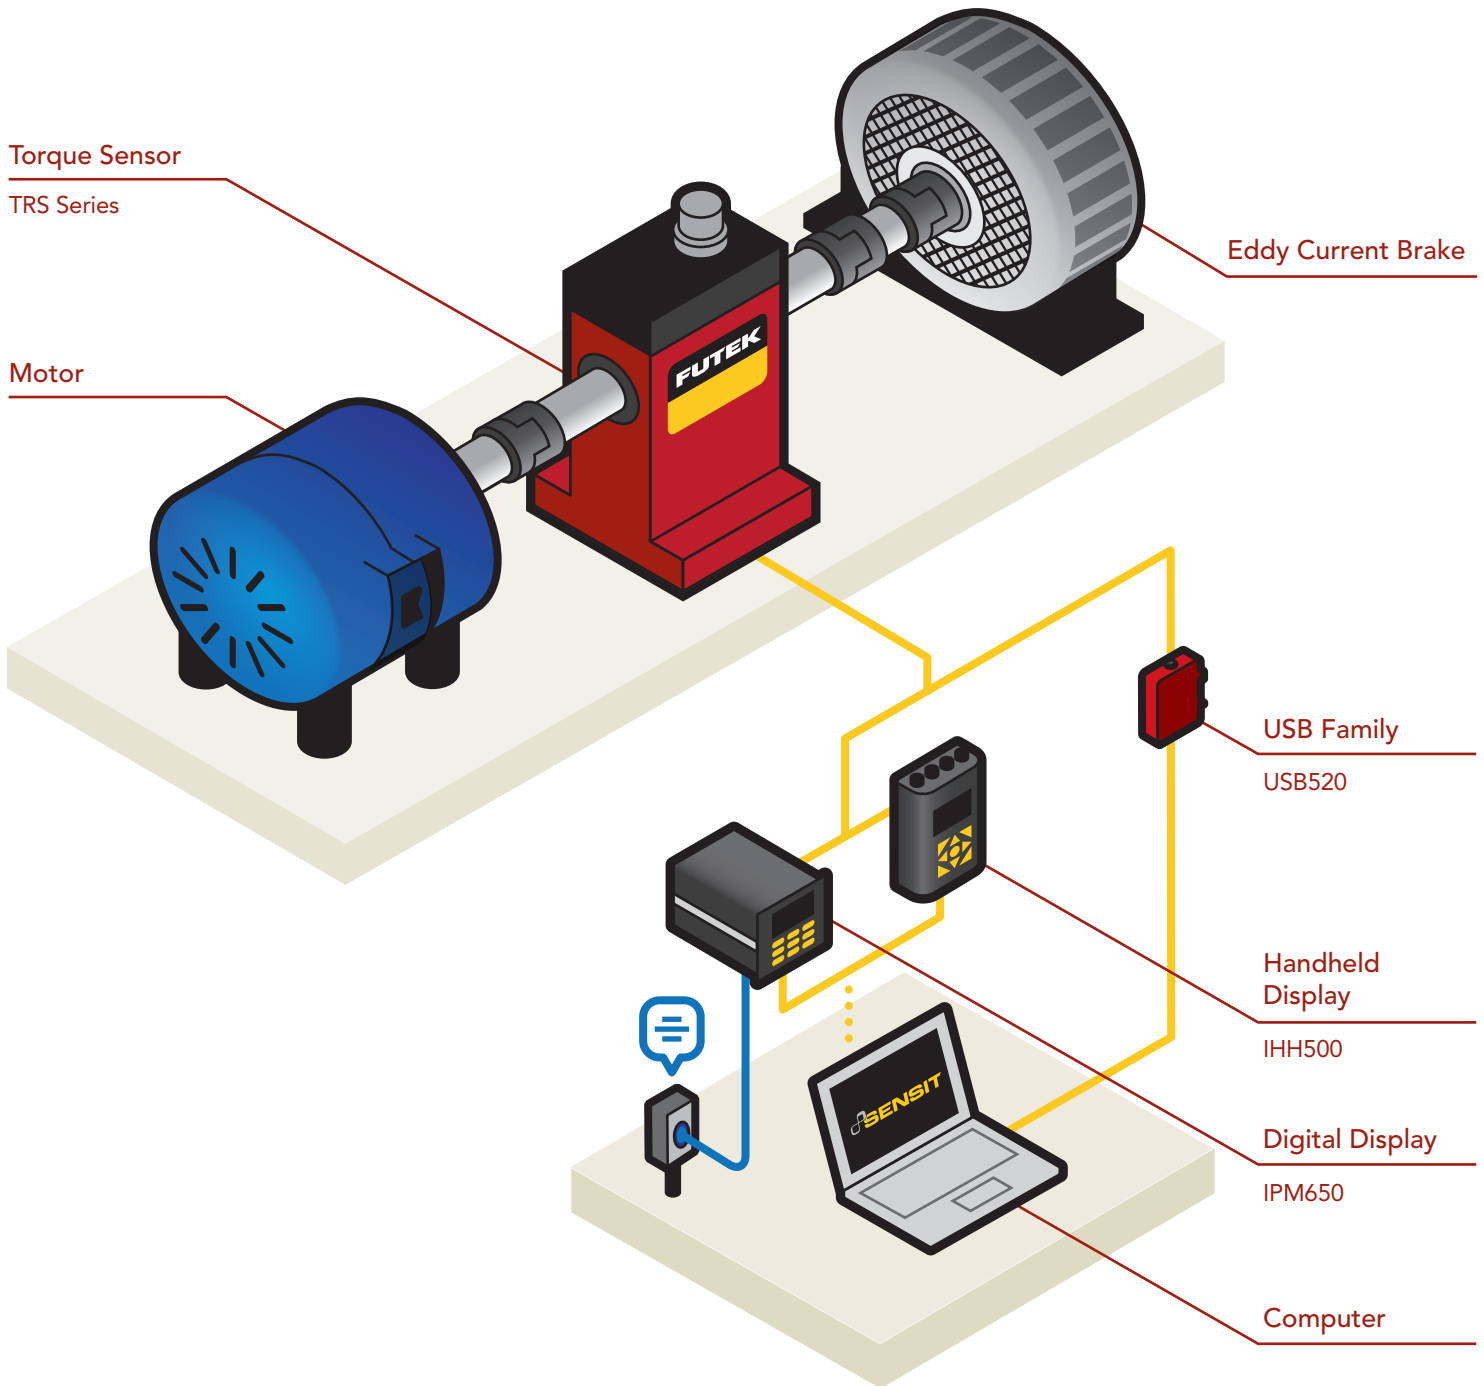 Torque Sensor
TRS Series
Motor
FUTEK
Eddy Current Brake
USB Family
USB520
Handheld
Display
IHH500
Digital Display
IPM650
SENSIT
Computer